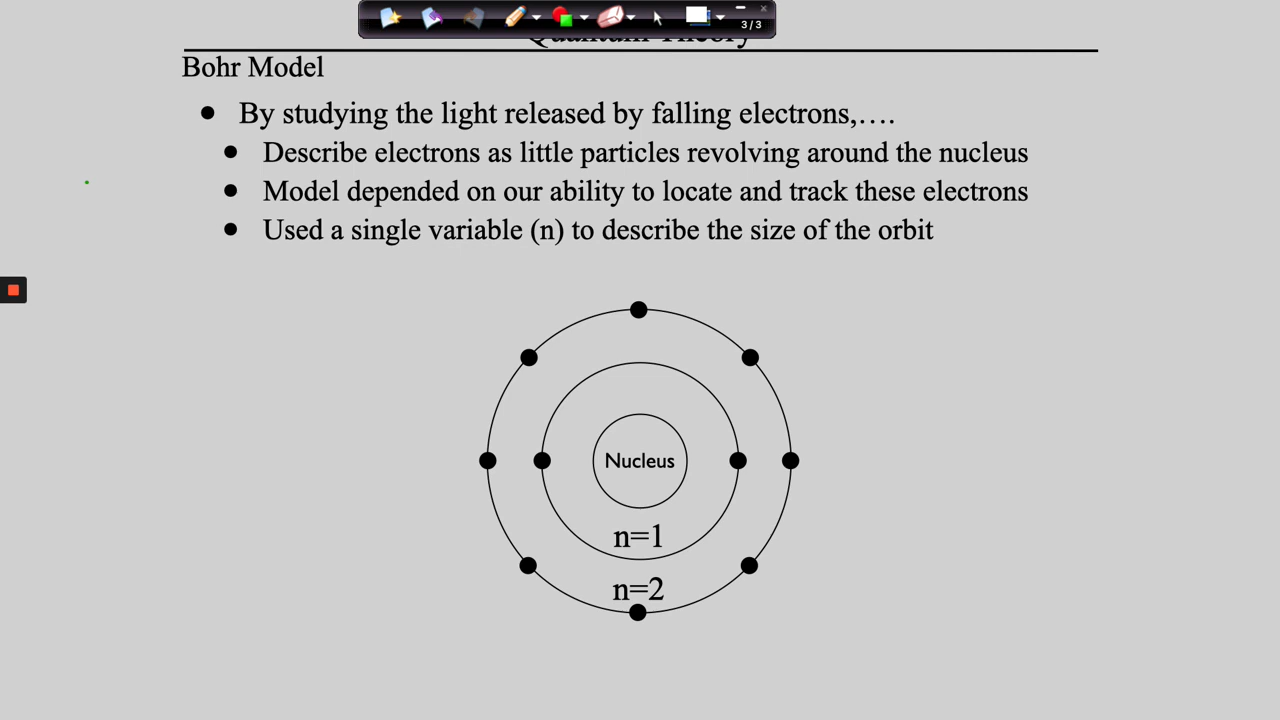 3/3
Quantum Theory
Bohr Model
• By studying the light released by falling electrons,….
• Describe electrons as little particles revolving around the nucleus
• Model depended on our ability to locate and track these electrons
• Used a single variable (n) to describe the size of the orbit
Nucleus
n=1
n=2